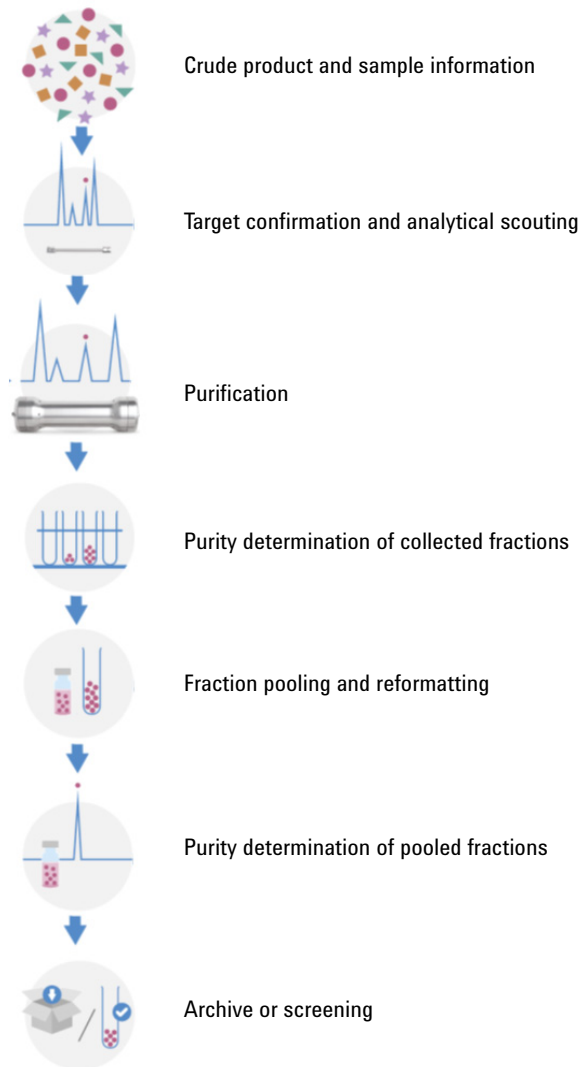 Crude product and sample information
Target confirmation and analytical scouting
Purification
Purity determination of collected fractions
Fraction pooling and reformatting
Purity determination of pooled fractions
Archive or screening